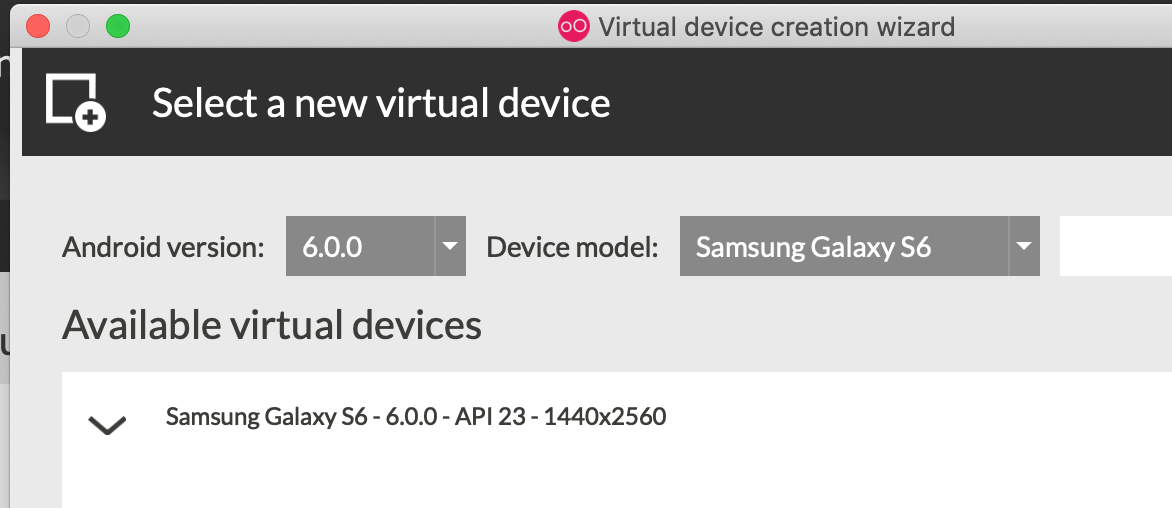 Virtual device creation wizard
Select a new virtual device
Android version: 6.0.0 Device model: Samsung Galaxy S6
Available virtual devices
Samsung Galaxy S6 - 6.0.0 - API 23 - 1440x2560